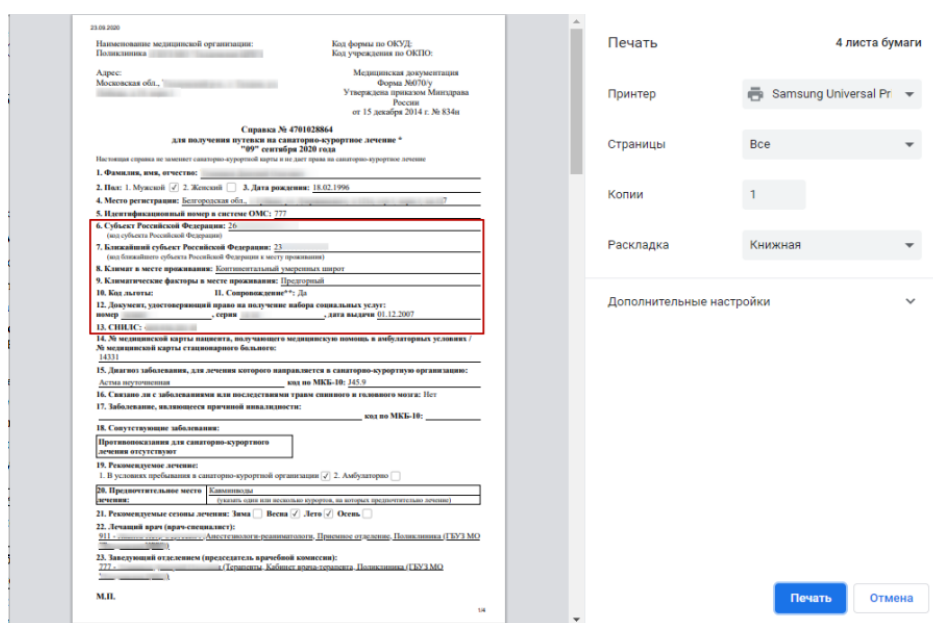 23.09.2020
Наименование медицинской организации:
Поликлиника
Код формы по ОКУД:
Код учреждения по ОКПО:
Адрес:
Московская обл.,
Медицинская документация
Форма №070/у
Утверждена приказом Минздрава
России
от 15 декабря 2014 г. № 834н
Справка № 4701028864
для получения путевки на санаторно-курортное лечение *
"09" сентября 2020 года
Настоящая справка не заменяет санаторно-курортной карты и не дает права на санаторно-курортное лечение
1. Фамилия, имя, отчество:
2. Пол: 1. Мужской ✓ 2. Женский 3. Дата рождения: 18.02.1996
4. Место регистрации: Белгородская обл., 7
5. Идентификационный номер в системе ОМС: 777
6. Субъект Российской Федерации: 26
(код субъекта Российской Федерации)
7. Ближайший субъект Российской Федерации: 23
(код ближайшего субъекта Российской Федерации к месту проживания)
8. Климат в месте проживания: Континентальный умеренных широт
9. Климатические факторы в месте проживания: Предгорный
10. Код льготы: 11. Сопровождение**: Да
12. Документ, удостоверяющий право на получение набора социальных услуг:
номер , серия , дата выдачи 01.12.2007
13. СНИЛС:
14. № медицинской карты пациента, получающего медицинскую помощь в амбулаторных условиях /
№ медицинской карты стационарного больного:
14331
15. Диагноз заболевания, для лечения которого направляется в санаторно-курортную организацию:
Астма неуточненная код по МКБ-10: J45.9
16. Связано ли с заболеваниями или последствиями травм спинного и головного мозга: Нет
17. Заболевание, являющееся причиной инвалидности:
код по МКБ-10:
18. Сопутствующие заболевания:
Противопоказания для санаторно-курортного
лечения отсутствуют
19. Рекомендуемое лечение:
1. В условиях пребывания в санаторно-курортной организации ✓ 2. Амбулаторно
20. Предпочтительное место
лечения:
Кавминводы
(указать один или несколько курортов, на которых предпочтительно лечение)
21. Рекомендуемые сезоны лечения: Зима Весна ✓ Лето ✓ Осень
22. Лечащий врач (врач-специалист):
911 - Анестезиологи-реаниматологи, Приемное отделение, Поликлиника (ГБУЗ МО
23. Заведующий отделением (председатель врачебной комиссии):
777 - (Терапевты, Кабинет врача-терапевта, Поликлиника (ГБУЗ МО
М.П.
1/4
Печать
4 листа бумаги
Принтер
Samsung Universal Pr
Страницы
Все
Копии
1
Раскладка
Книжная
Дополнительные настройки
Печать
Отмена